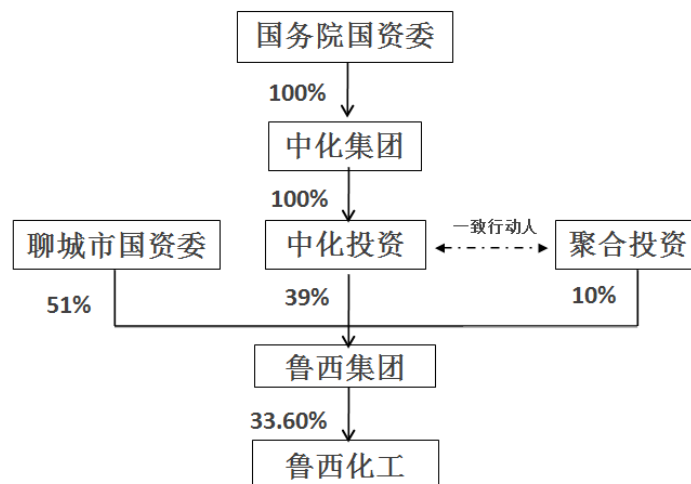 国务院国资委
100%
中化集团
100%
聊城市国资委
中化投资
一致行动人
聚合投资
51%
39%
10%
鲁西集团
33.60%
鲁西化工